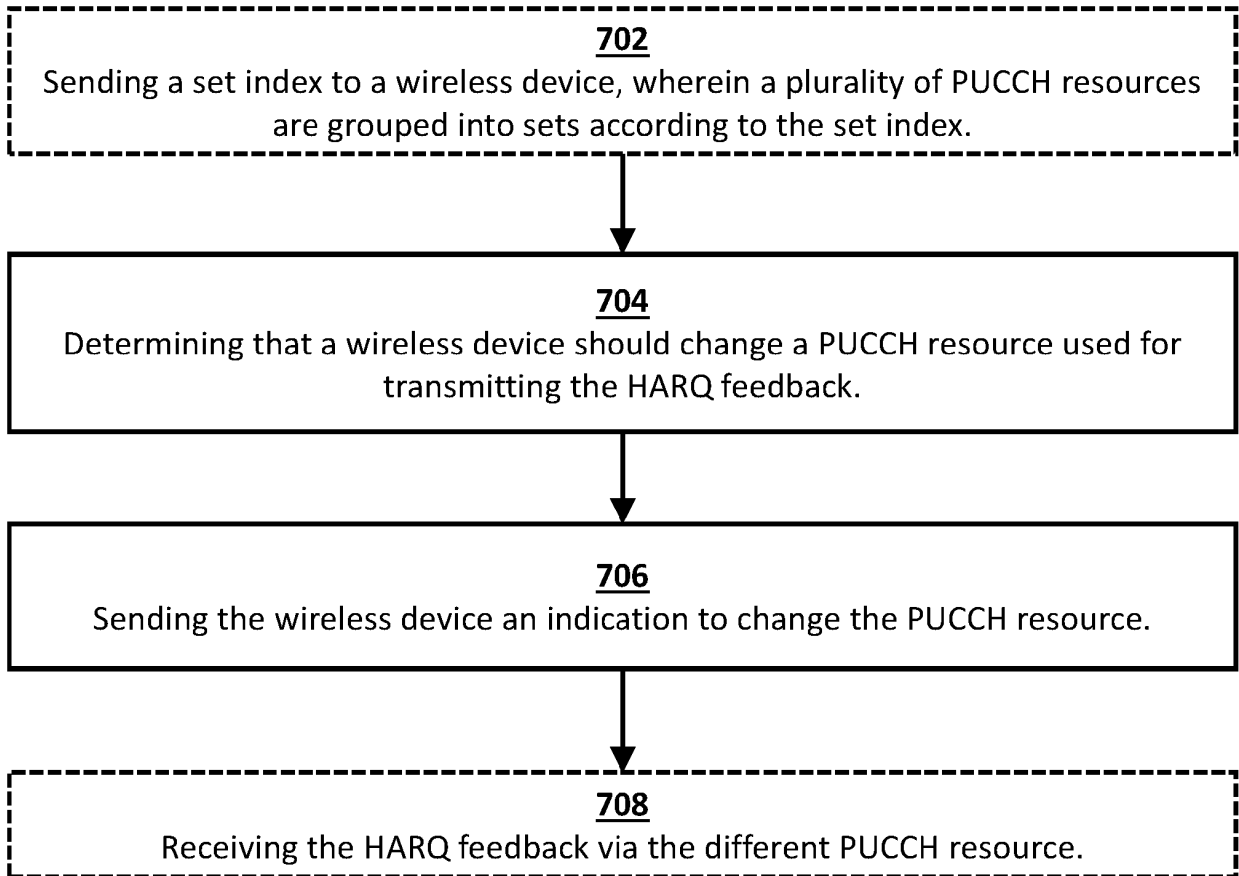 702
Sending a set index to a wireless device, wherein a plurality of PUCCH resources
are grouped into sets according to the set index.
704
Determining that a wireless device should change a PUCCH resource used for
transmitting the HARQ feedback.
706
Sending the wireless device an indication to change the PUCCH resource.
708
Receiving the HARQ feedback via the different PUCCH resource.